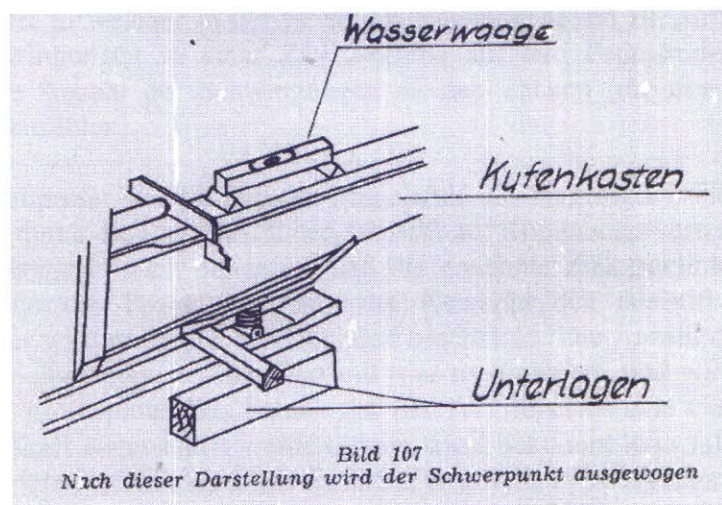 Wasserwaage
Kufenkasten
Unterlagen
Bild 107
Nach dieser Darstellung wird der Schwerpunkt ausgewogen